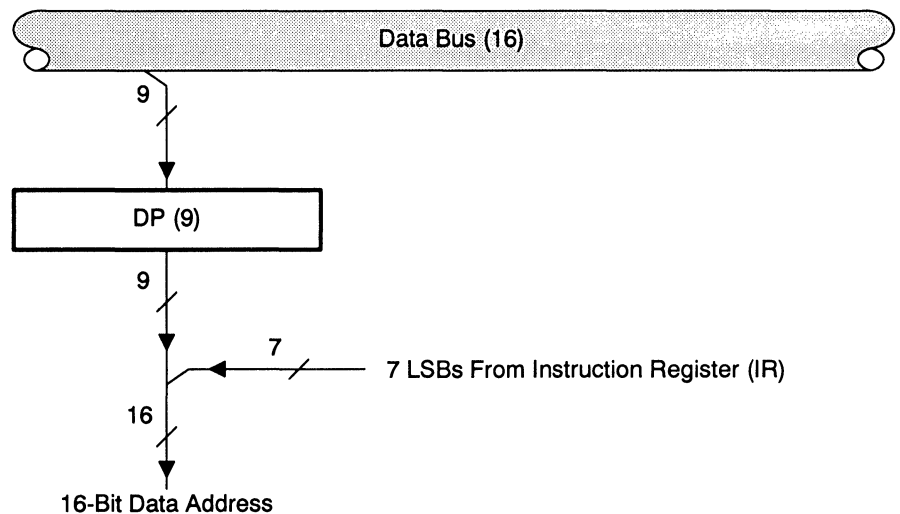 Data Bus (16)
9
DP (9)
9
7
7 LSBs From Instruction Register (IR)
16
16-Bit Data Address